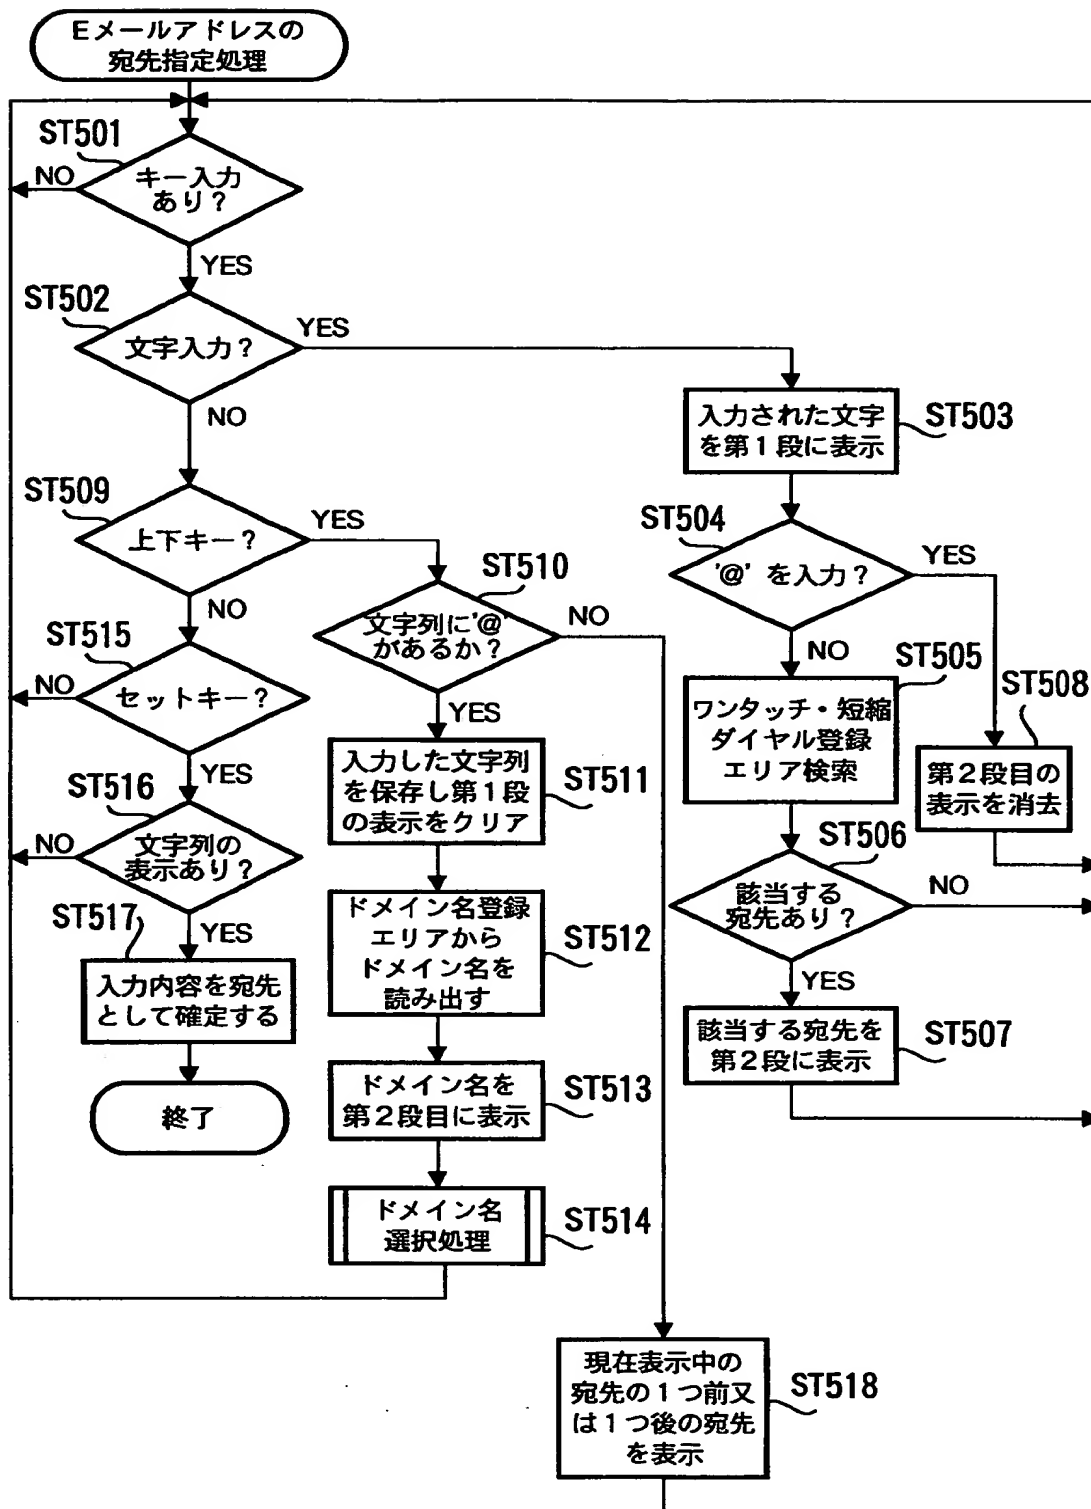 Eメールアドレスの
宛先指定処理
ST501
NO
キー入力
あり?
YES
ST502
YES
文字入力?
NO
入力された文字
を第1段に表示
ST503
ST509
YES
上下キー?
NO
ST504
YES
'@' を入力?
NO
ST510
NO
文字列に'@'
があるか?
YES
ST505
ワンタッチ・短縮
ダイヤル登録
エリア検索
ST508
第2段目の
表示を消去
ST515
NO
セットキー?
YES
入力した文字列
を保存し第1段
の表示をクリア
ST511
ST506
NO
該当する
宛先あり?
YES
ST516
NO
文字列の
表示あり?
YES
ドメイン名登録
エリアから
ドメイン名を
読み出す
ST512
ST517
入力内容を宛先
として確定する
該当する宛先を
第2段に表示
ST507
ドメイン名を
第2段目に表示
ST513
終了
ドメイン名
選択処理
ST514
現在表示中の
宛先の1つ前又
は1つ後の宛先
を表示
ST518